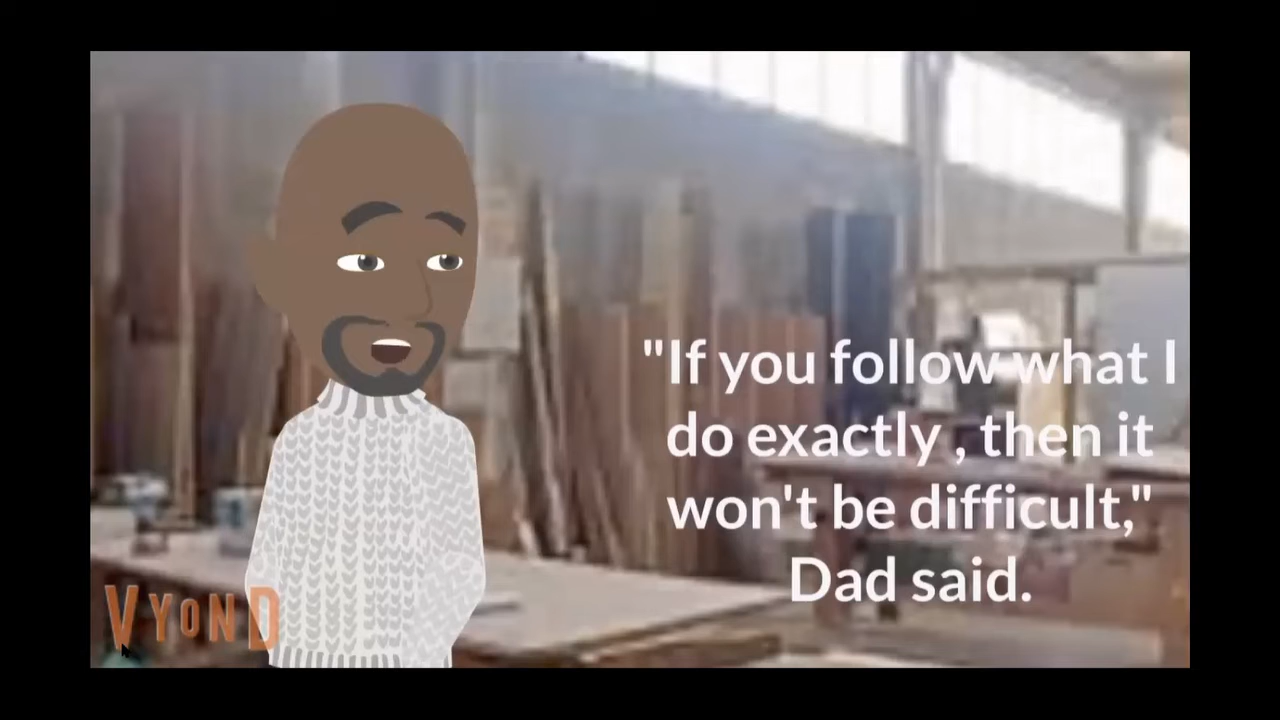 "If you follow what I
do exactly , then it
won't be difficult,"
Dad said.
VYOND